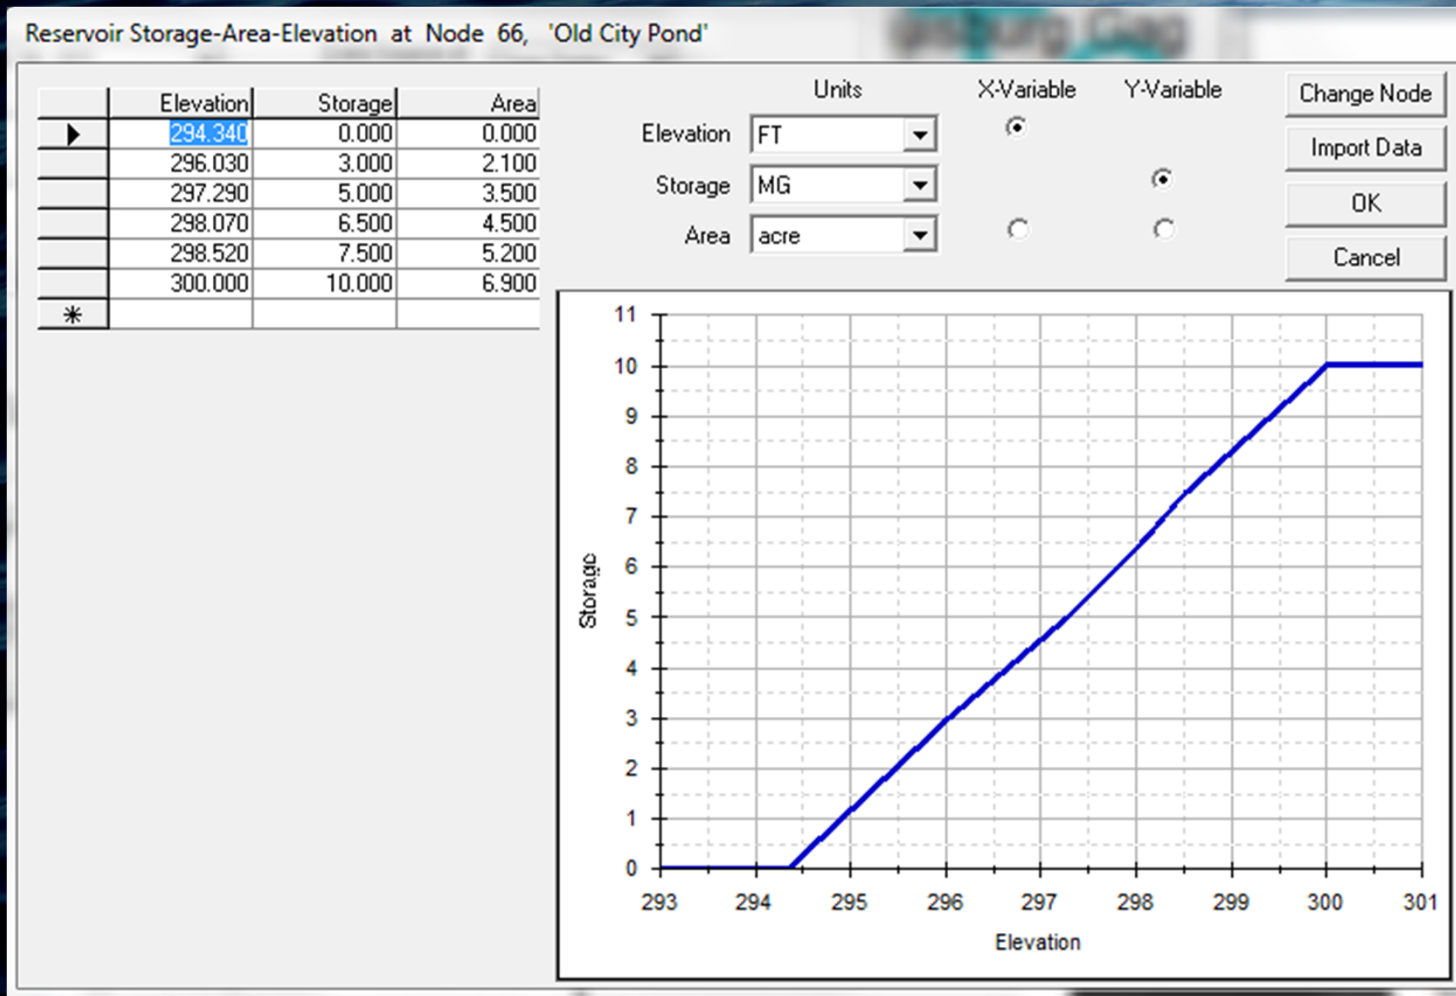 Reservoir Storage-Area-Elevation at Node 66, 'Old City Pond'
Elevation Storage Area
294.340 0.000 0.000
296.030 3.000 2.100
297.290 5.000 3.500
298.070 6.500 4.500
298.520 7.500 5.200
300.000 10.000 6.900
Units X-Variable Y-Variable
Elevation FT
Storage MG
Area acre
Change Node
Import Data
OK
Cancel
11
10
9
8
7
6
5
4
3
2
1
0
Storage
293 294 295 296 297 298 299 300 301
Elevation